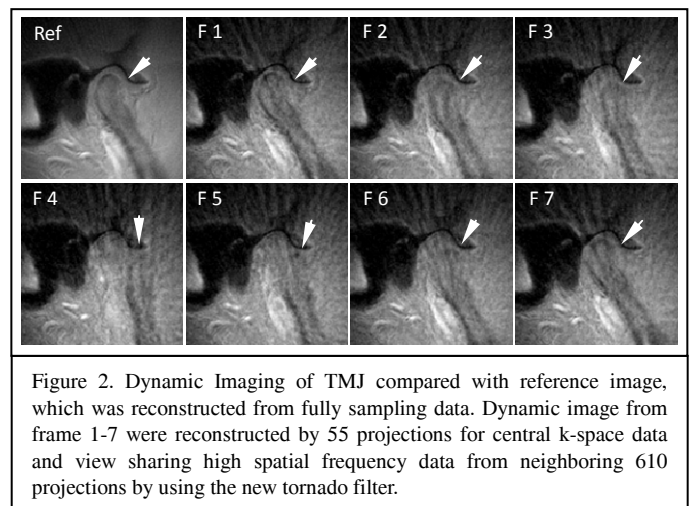 Ref
F 1
F 2
F 3
F 4
F 5
F 6
F 7
Figure 2. Dynamic Imaging of TMJ compared with reference image,
which was reconstructed from fully sampling data. Dynamic image from
frame 1-7 were reconstructed by 55 projections for central k-space data
and view sharing high spatial frequency data from neighboring 610
projections by using the new tornado filter.